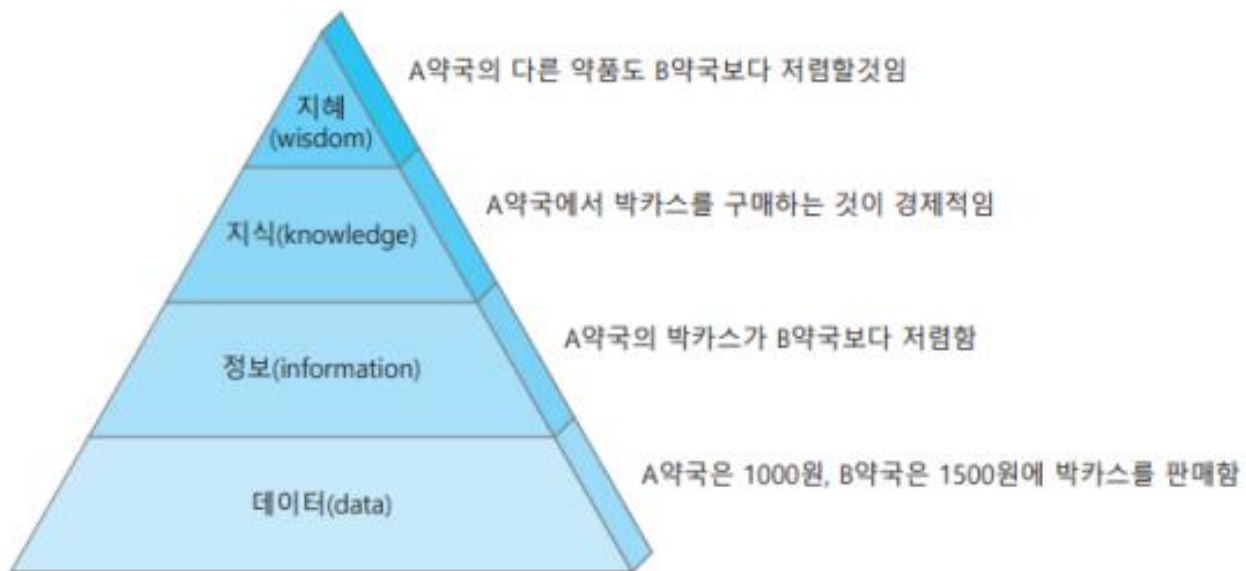 A약국의 다른 약품도 B약국보다 저렴할것임
지혜
(wisdom)
A약국에서 박카스를 구매하는 것이 경제적임
지식(knowledge)
A약국의 박카스가 B약국보다 저렴함
정보(information)
A약국은 1000원, B약국은 1500원에 박카스를 판매함
데이터(data)